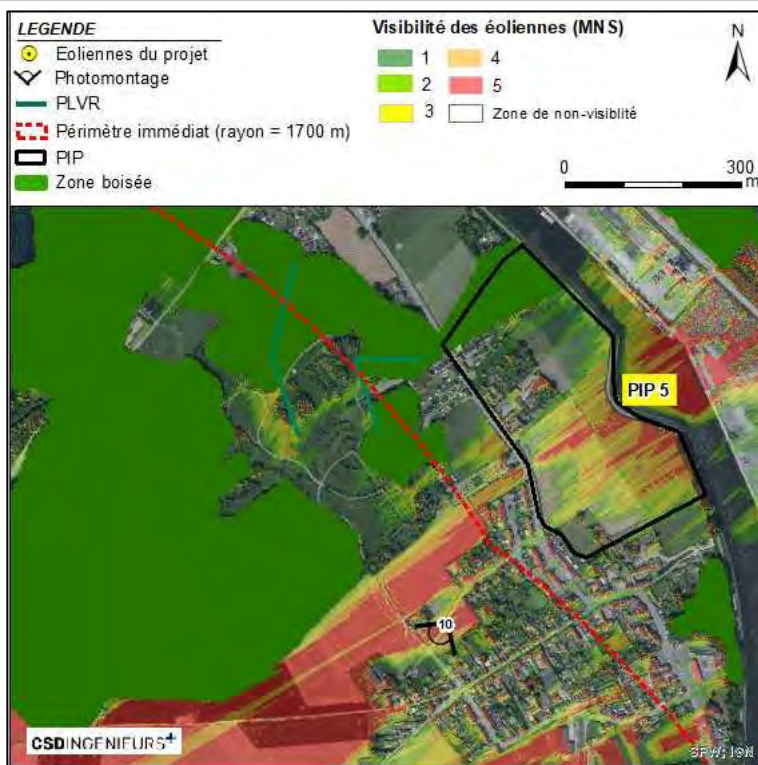 LEGENDE
Eoliennes du projet
Photomontage
PLVR
Périmètre immédiat (rayon = 1700 m)
PIP
Zone boisée
Visibilité des éoliennes (MNS)
1
2
3
4
5
Zone de non-visiblité
N
0 300
m
PIP 5
10
CSDINGENIEURS+
SPW; IGN